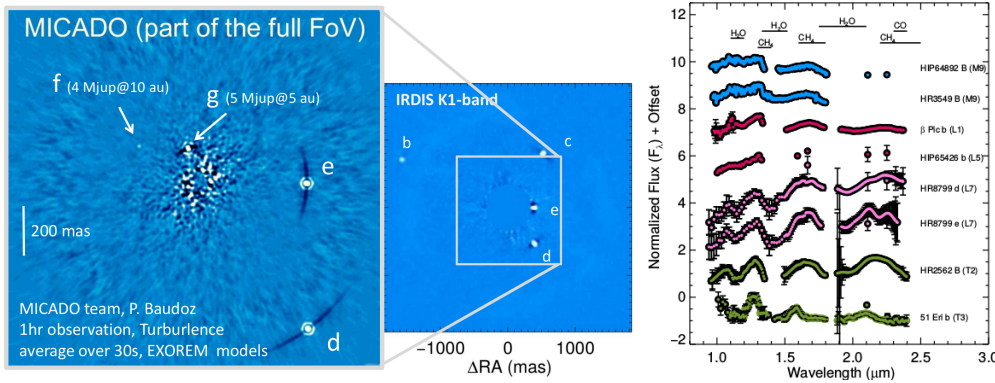 MICADO (part of the full FoV)
f (4 Mjup@10 au)
g (5 Mjup@5 au)
e
200 mas
d
MICADO team, P. Baudoz
1hr observation, Turburlence
average over 30s, EXOREM models
IRDIS K1-band
b
c
e
d
−1000 0 1000
ΔRA (mas)
Normalized Flux (Fλ) + Offset
12
10
8
6
4
2
0
−2
H₂O
CH₄
H₂O
CH₄
H₂O
CH₄
CO
HIP64892 B (M9)
HR3549 B (M9)
β Pic b (L1)
HIP65426 b (L5)
HR8799 d (L7)
HR8799 e (L7)
HR2562 B (T2)
51 Eri b (T3)
1.0 1.5 2.0 2.5 3.0
Wavelength (μm)